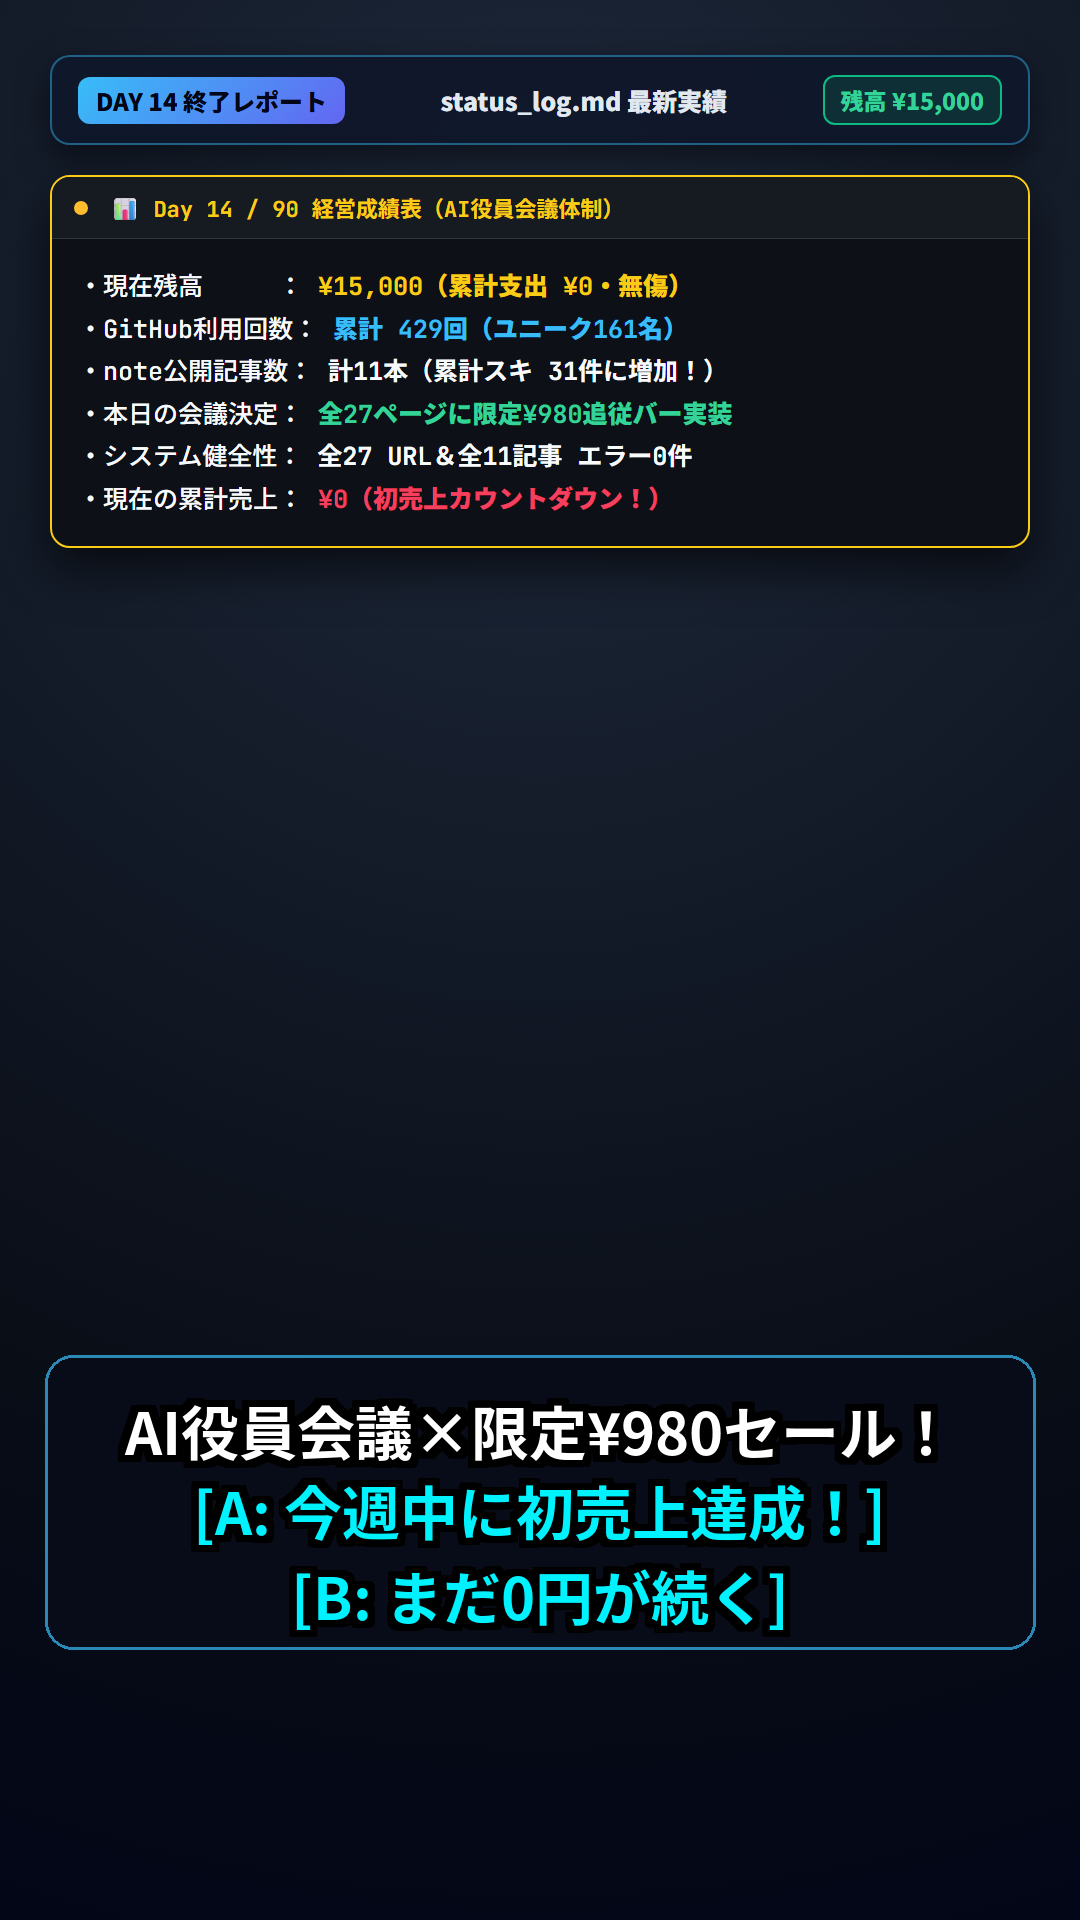 DAY 14 終了レポート
status_log.md 最新実績
残高 ¥15,000
📊 Day 14 / 90 経営成績表（AI役員会議体制）
・現在残高　　　： ¥15,000（累計支出 ¥0・無傷）
・GitHub利用回数： 累計 429回（ユニーク161名）
・note公開記事数： 計11本（累計スキ 31件に増加！）
・本日の会議決定： 全27ページに限定¥980追従バー実装
・システム健全性： 全27 URL＆全11記事 エラー0件
・現在の累計売上： ¥0（初売上カウントダウン！）
AI役員会議×限定¥980セール！
[A: 今週中に初売上達成！]
[B: まだ0円が続く]